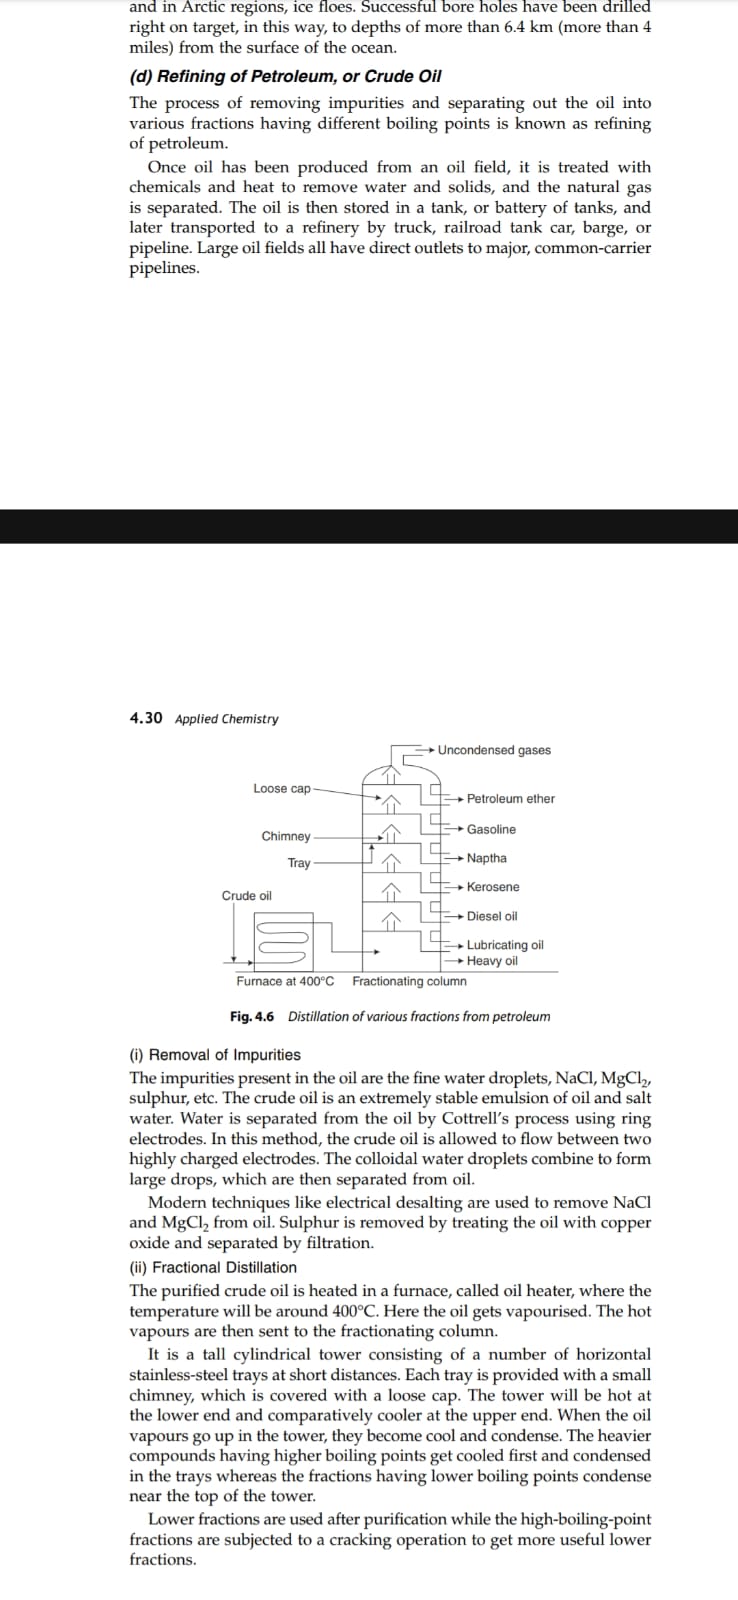 and in Arctic regions, ice floes. Successful bore holes have been drilled
right on target, in this way, to depths of more than 6.4 km (more than 4
miles) from the surface of the ocean.
(d) Refining of Petroleum, or Crude Oil
The process of removing impurities and separating out the oil into
various fractions having different boiling points is known as refining
of petroleum.
Once oil has been produced from an oil field, it is treated with
chemicals and heat to remove water and solids, and the natural gas
is separated. The oil is then stored in a tank, or battery of tanks, and
later transported to a refinery by truck, railroad tank car, barge, or
pipeline. Large oil fields all have direct outlets to major, common-carrier
pipelines.
4.30 Applied Chemistry
Uncondensed gases
Loose cap
Petroleum ether
Gasoline
Chimney
Naptha
Tray
Kerosene
Crude oil
Diesel oil
Lubricating oil
Heavy oil
Furnace at 400°C Fractionating column
Fig. 4.6 Distillation of various fractions from petroleum
(i) Removal of Impurities
The impurities present in the oil are the fine water droplets, NaCl, MgCl₂,
sulphur, etc. The crude oil is an extremely stable emulsion of oil and salt
water. Water is separated from the oil by Cottrell's process using ring
electrodes. In this method, the crude oil is allowed to flow between two
highly charged electrodes. The colloidal water droplets combine to form
large drops, which are then separated from oil.
Modern techniques like electrical desalting are used to remove NaCl
and MgCl₂ from oil. Sulphur is removed by treating the oil with copper
oxide and separated by filtration.
(ii) Fractional Distillation
The purified crude oil is heated in a furnace, called oil heater, where the
temperature will be around 400°C. Here the oil gets vapourised. The hot
vapours are then sent to the fractionating column.
It is a tall cylindrical tower consisting of a number of horizontal
stainless-steel trays at short distances. Each tray is provided with a small
chimney, which is covered with a loose cap. The tower will be hot at
the lower end and comparatively cooler at the upper end. When the oil
vapours go up in the tower, they become cool and condense. The heavier
compounds having higher boiling points get cooled first and condensed
in the trays whereas the fractions having lower boiling points condense
near the top of the tower.
Lower fractions are used after purification while the high-boiling-point
fractions are subjected to a cracking operation to get more useful lower
fractions.